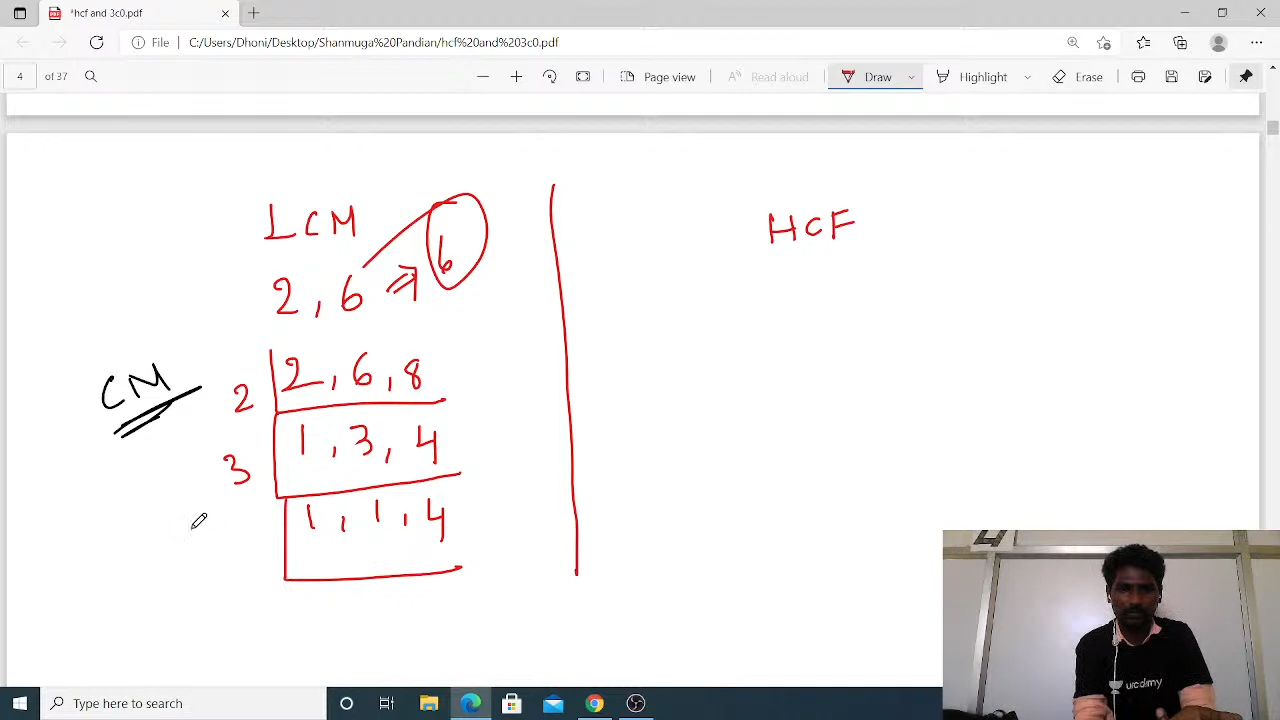 *hcf and 3c0.pdf
File C:/Users/Dhoni/Desktop/Shanmuga%20Pandian/hcf%20and%203c0.pdf
4 of 37 Page view Read aloud Draw Highlight Erase
LCM
HCF
2, 6 ⇒ 6
CM
2 2, 6, 8
3 1, 3, 4
1, 1, 4
Type here to search